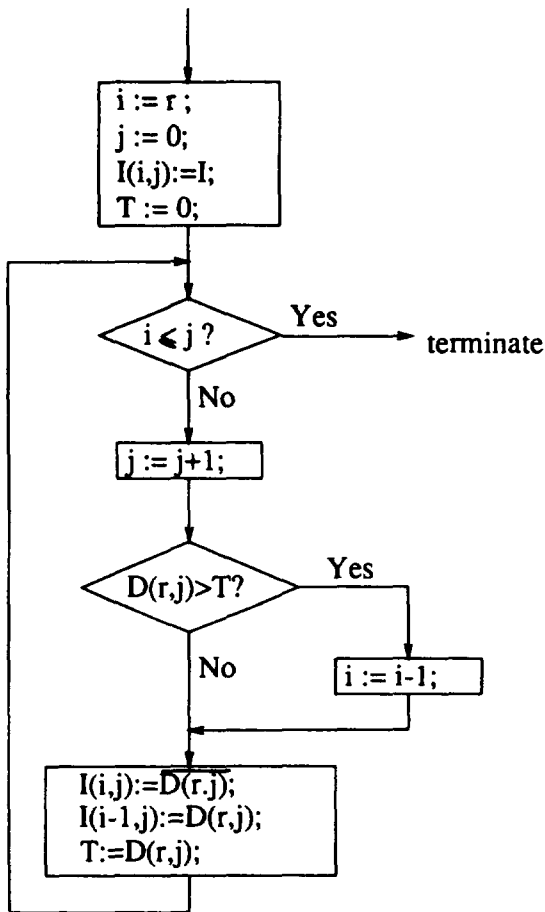 i := r ;
j := 0;
I(i,j):=I;
T := 0;
i ⩽ j ?
Yes
terminate
No
j := j+1;
D(r,j)>T?
Yes
No
i := i-1;
I(i,j):=D̅(̅r̅.̅j̅)̅;
I(i-1,j):=D(r,j);
T:=D(r,j);